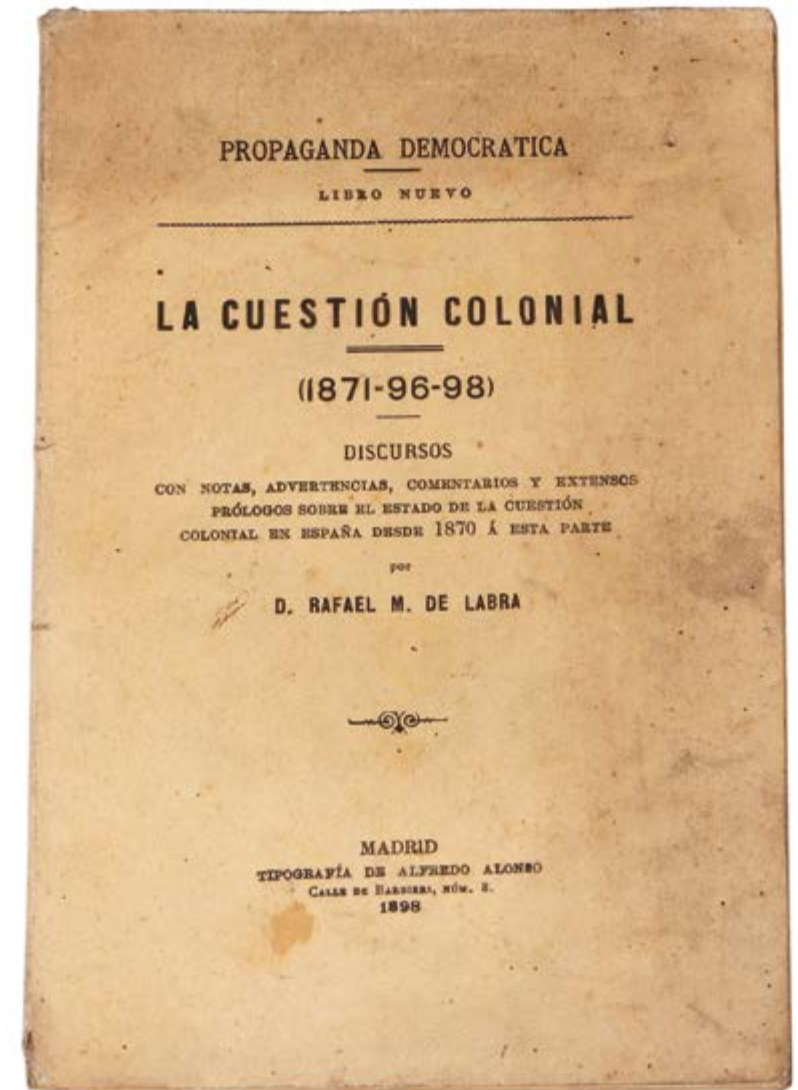 PROPAGANDA DEMOCRATICA
LIBRO NUEVO
LA CUESTIÓN COLONIAL
(1871-96-98)
DISCURSOS
CON NOTAS, ADVERTENCIAS, COMENTARIOS Y EXTENSOS
PRÓLOGOS SOBRE EL ESTADO DE LA CUESTIÓN
COLONIAL EN ESPAÑA DESDE 1870 Á ESTA PARTE
por
D. RAFAEL M. DE LABRA
MADRID
TIPOGRAFÍA DE ALFREDO ALONSO
CALLE DE BARBIERI, NÚM. 8.
1898